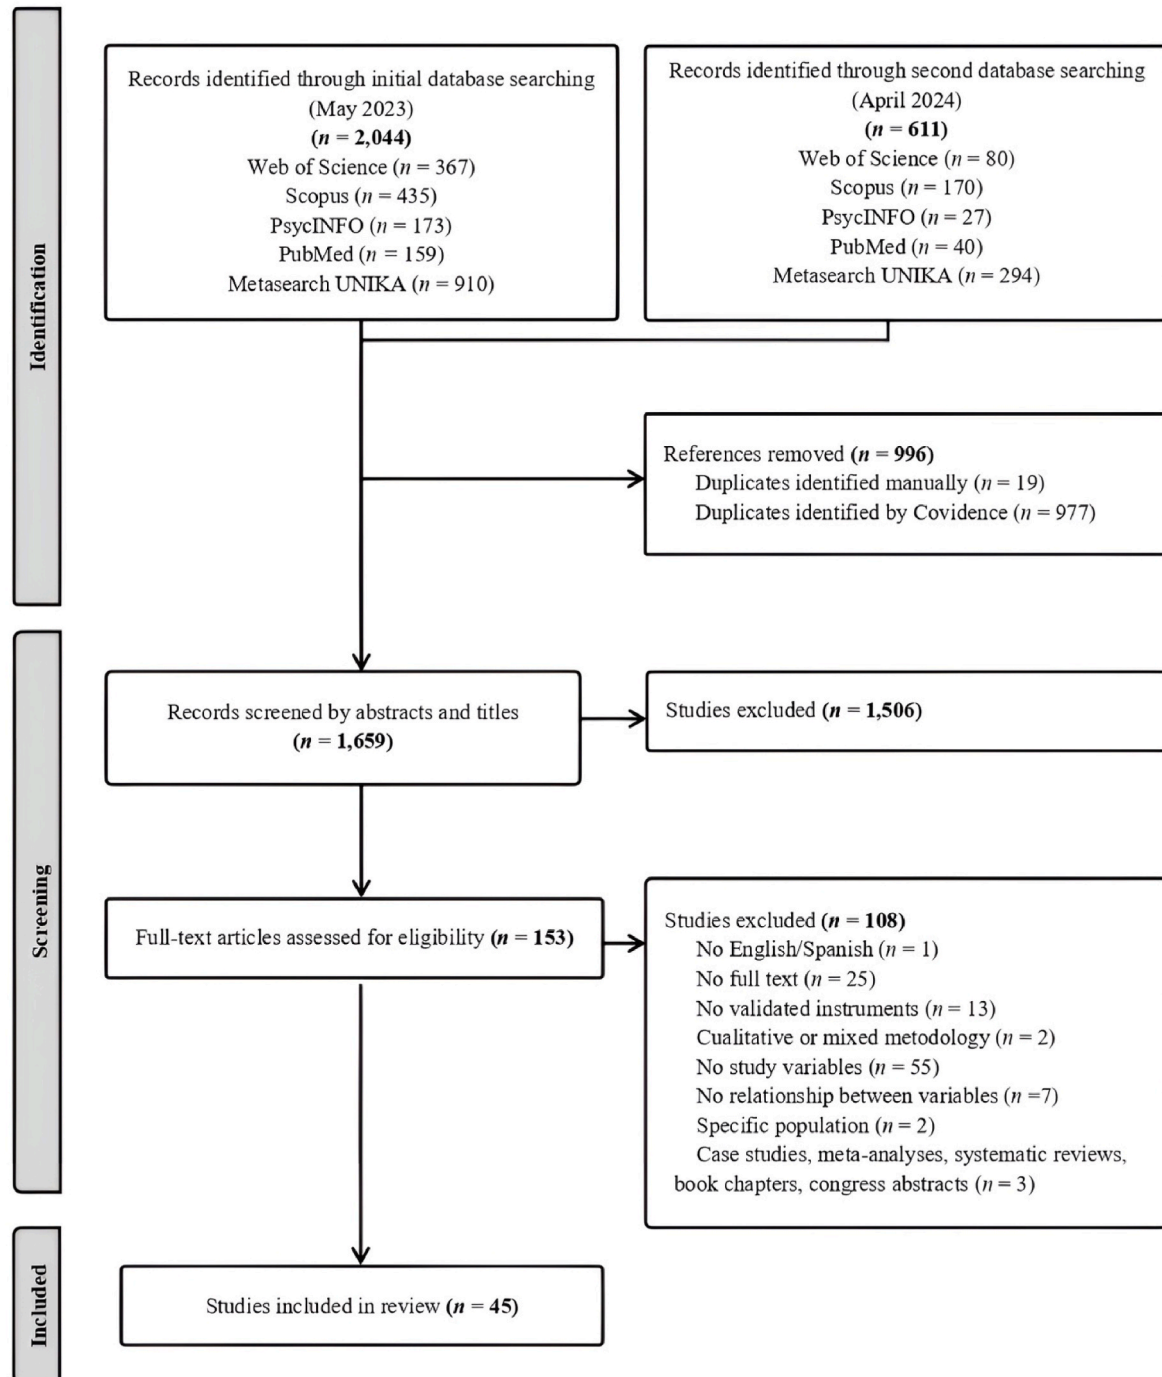 Identification
Records identified through initial database searching
(May 2023)
(n = 2,044)
Web of Science (n = 367)
Scopus (n = 435)
PsycINFO (n = 173)
PubMed (n = 159)
Metasearch UNIKA (n = 910)
Records identified through second database searching
(April 2024)
(n = 611)
Web of Science (n = 80)
Scopus (n = 170)
PsycINFO (n = 27)
PubMed (n = 40)
Metasearch UNIKA (n = 294)
References removed (n = 996)
Duplicates identified manually (n = 19)
Duplicates identified by Covidence (n = 977)
Screening
Records screened by abstracts and titles
(n = 1,659)
Studies excluded (n = 1,506)
Full-text articles assessed for eligibility (n = 153)
Studies excluded (n = 108)
No English/Spanish (n = 1)
No full text (n = 25)
No validated instruments (n = 13)
Cualitative or mixed metodology (n = 2)
No study variables (n = 55)
No relationship between variables (n =7)
Specific population (n = 2)
Case studies, meta-analyses, systematic reviews,
book chapters, congress abstracts (n = 3)
Included
Studies included in review (n = 45)